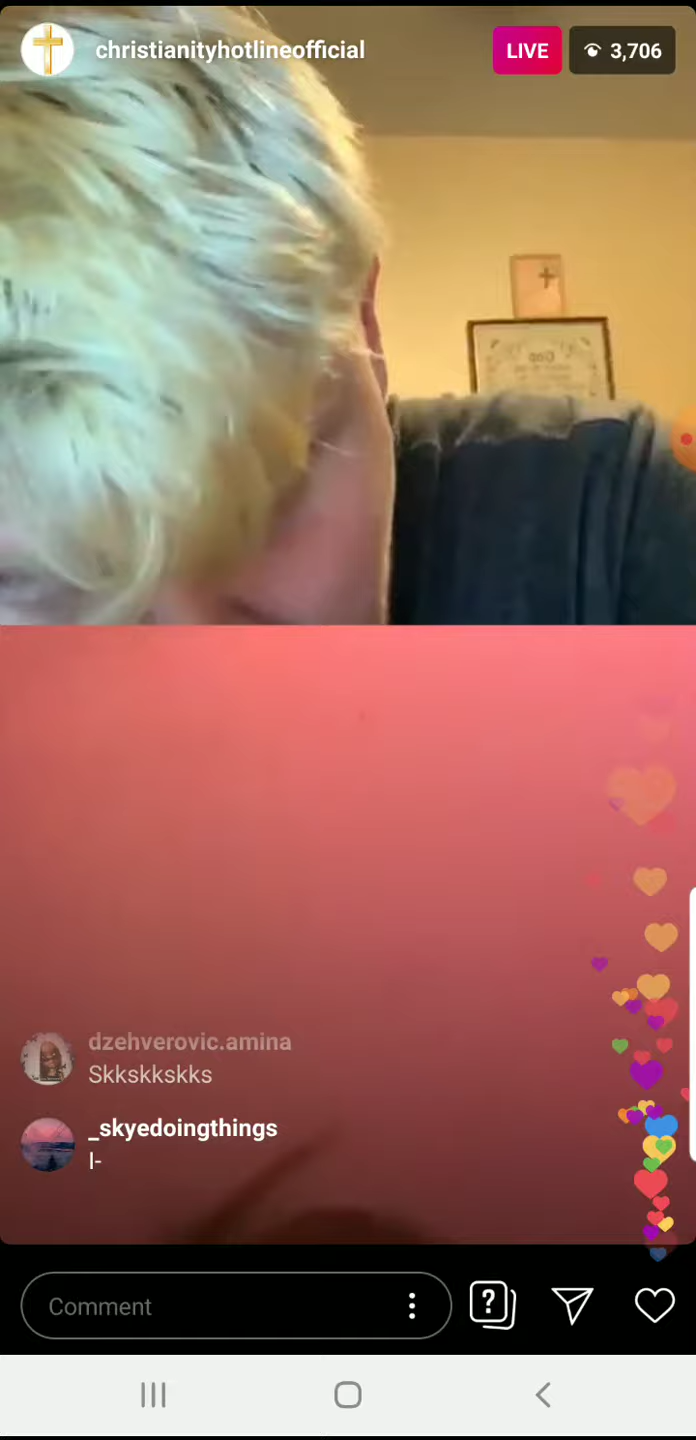 christianityhotlineofficial
LIVE
3,706
dzehverovic.amina
Skkskkskks
_skyedoingthings
I-
Comment